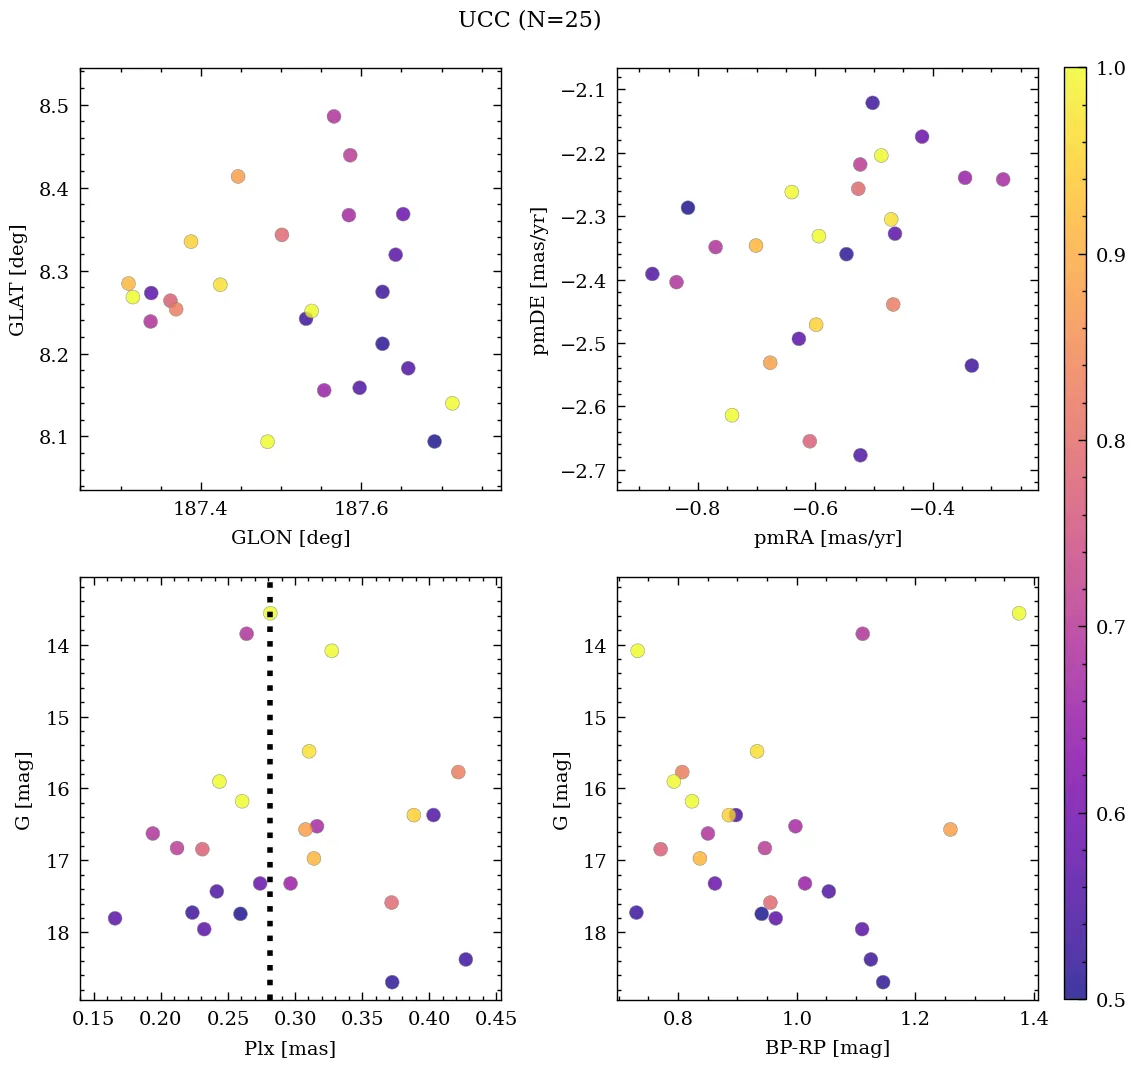 UCC (N=25)
8.5
8.4
8.3
8.2
8.1
GLAT [deg]
187.4 187.6
GLON [deg]
−2.1
−2.2
−2.3
−2.4
−2.5
−2.6
−2.7
pmDE [mas/yr]
−0.8 −0.6 −0.4
pmRA [mas/yr]
14
15
16
17
18
G [mag]
0.15 0.20 0.25 0.30 0.35 0.40 0.45
Plx [mas]
14
15
16
17
18
G [mag]
0.8 1.0 1.2 1.4
BP-RP [mag]
1.0
0.9
0.8
0.7
0.6
0.5